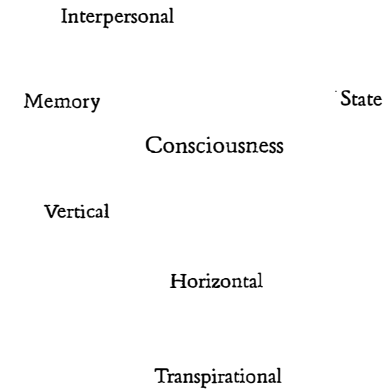 Interpersonal
Memory
State
Consciousness
Vertical
Horizontal
Transpirational